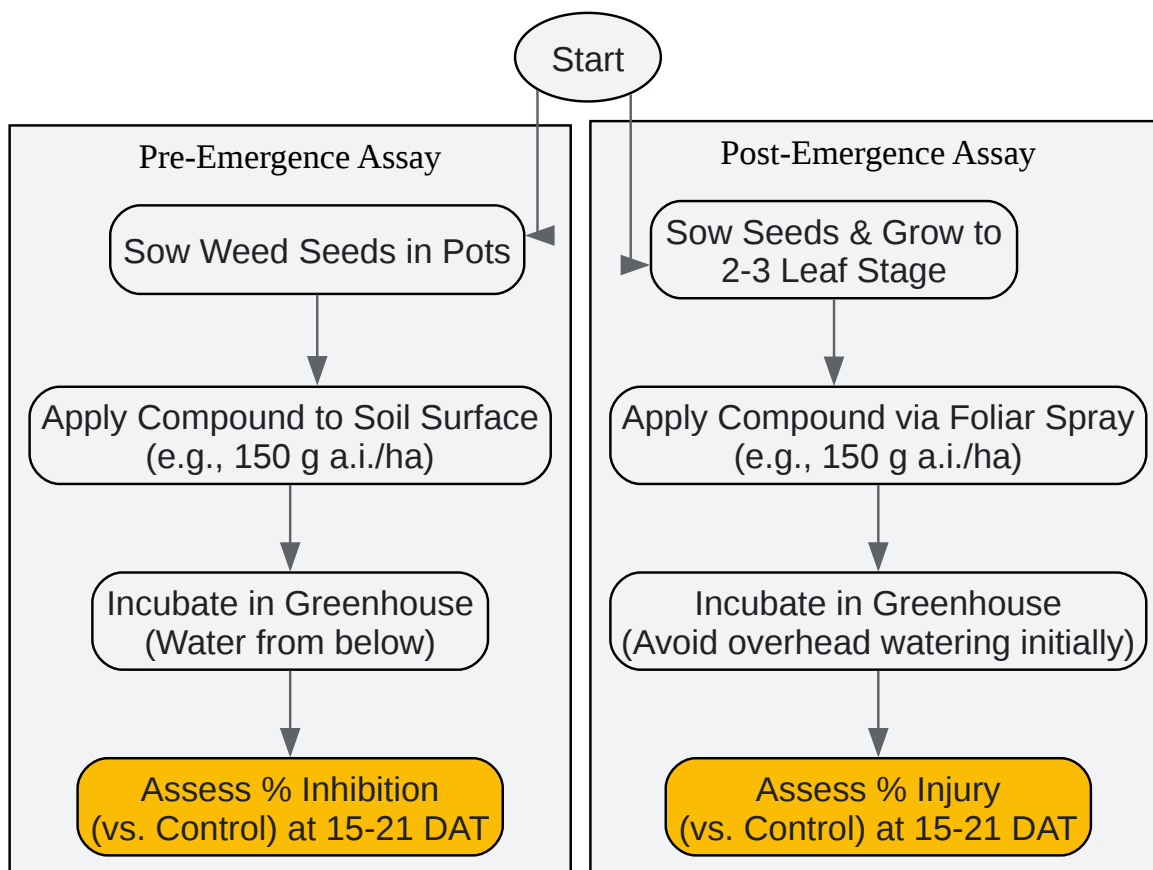 Start
Pre-Emergence Assay
Sow Weed Seeds in Pots
Apply Compound to Soil Surface
(e.g., 150 g a.i./ha)
Incubate in Greenhouse
(Water from below)
Assess % Inhibition
(vs. Control) at 15-21 DAT
Post-Emergence Assay
Sow Seeds & Grow to
2-3 Leaf Stage
Apply Compound via Foliar Spray
(e.g., 150 g a.i./ha)
Incubate in Greenhouse
(Avoid overhead watering initially)
Assess % Injury
(vs. Control) at 15-21 DAT